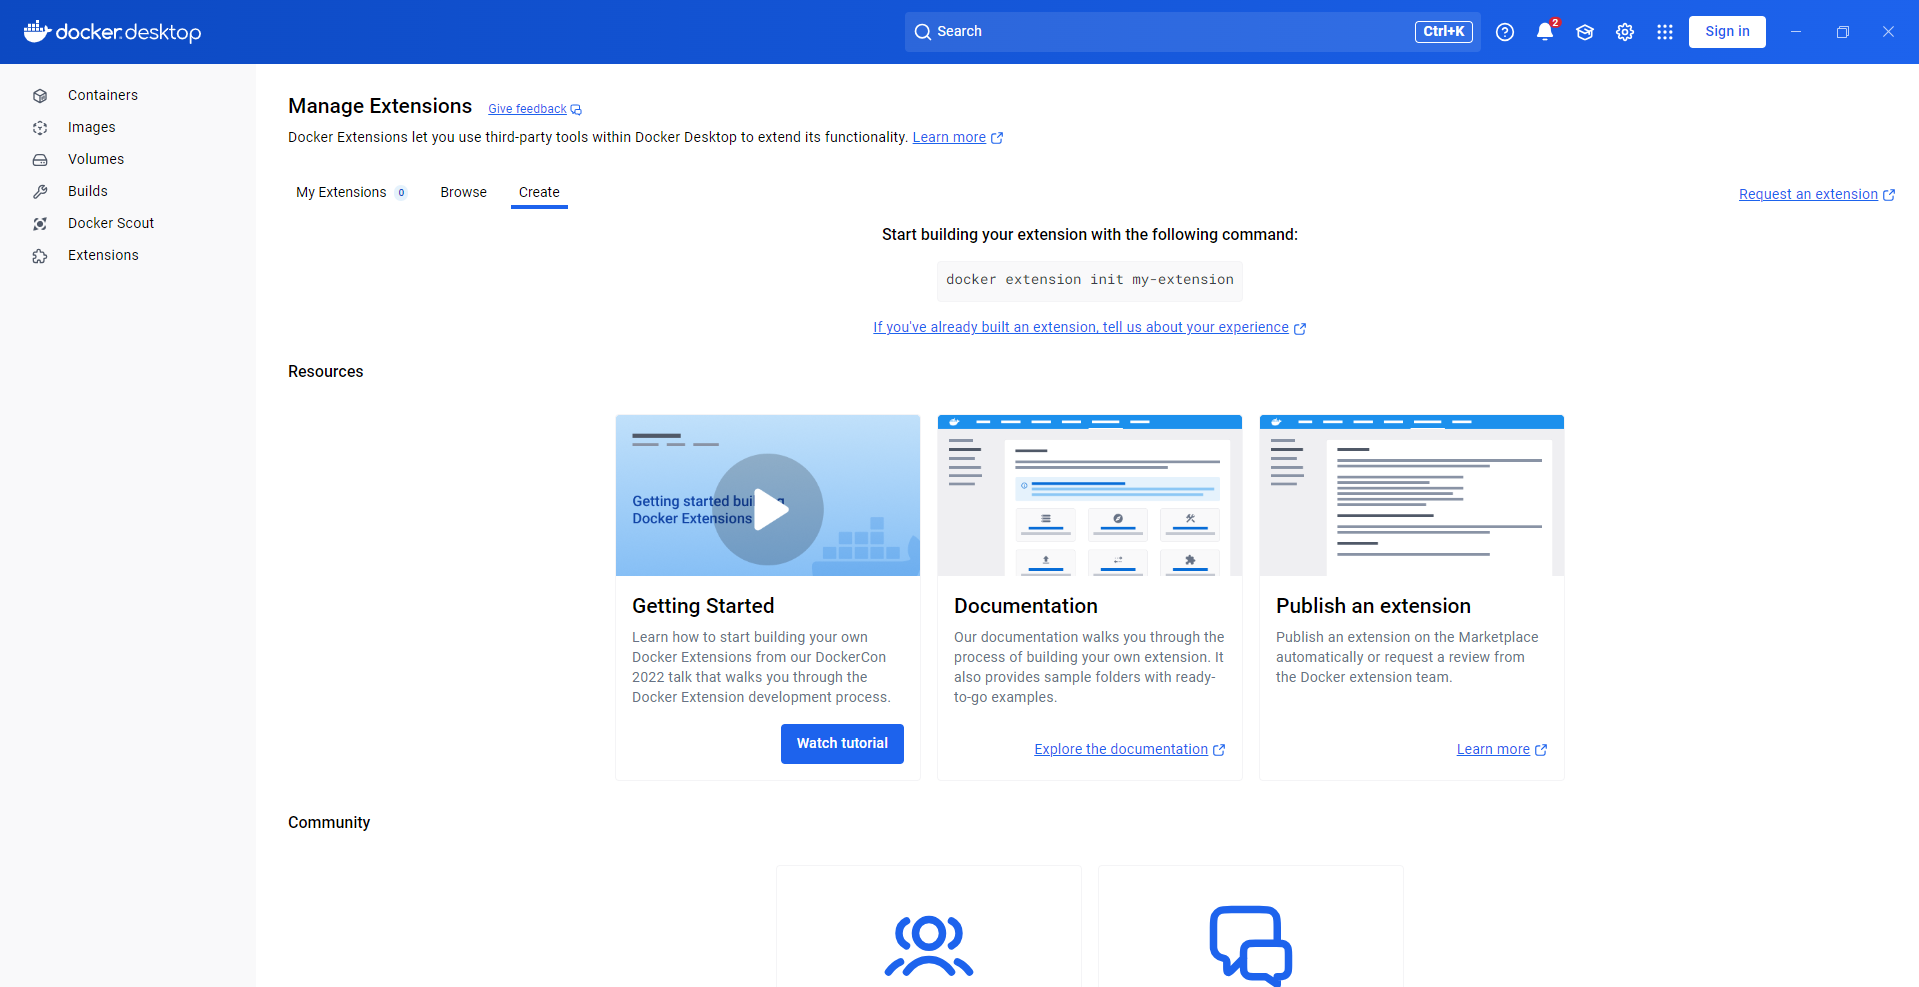 docker.desktop
Search
Ctrl+K
2
Sign in
Containers
Images
Volumes
Builds
Docker Scout
Extensions
Manage Extensions
Give feedback
Docker Extensions let you use third-party tools within Docker Desktop to extend its functionality. Learn more
My Extensions 0
Browse
Create
Request an extension
Start building your extension with the following command:
docker extension init my-extension
If you've already built an extension, tell us about your experience
Resources
Getting started
Docker Extensions
Getting Started
Learn how to start building your own
Docker Extensions from our DockerCon
2022 talk that walks you through the
Docker Extension development process.
Watch tutorial
Documentation
Our documentation walks you through the
process of building your own extension. It
also provides sample folders with ready-
to-go examples.
Explore the documentation
Publish an extension
Publish an extension on the Marketplace
automatically or request a review from
the Docker extension team.
Learn more
Community